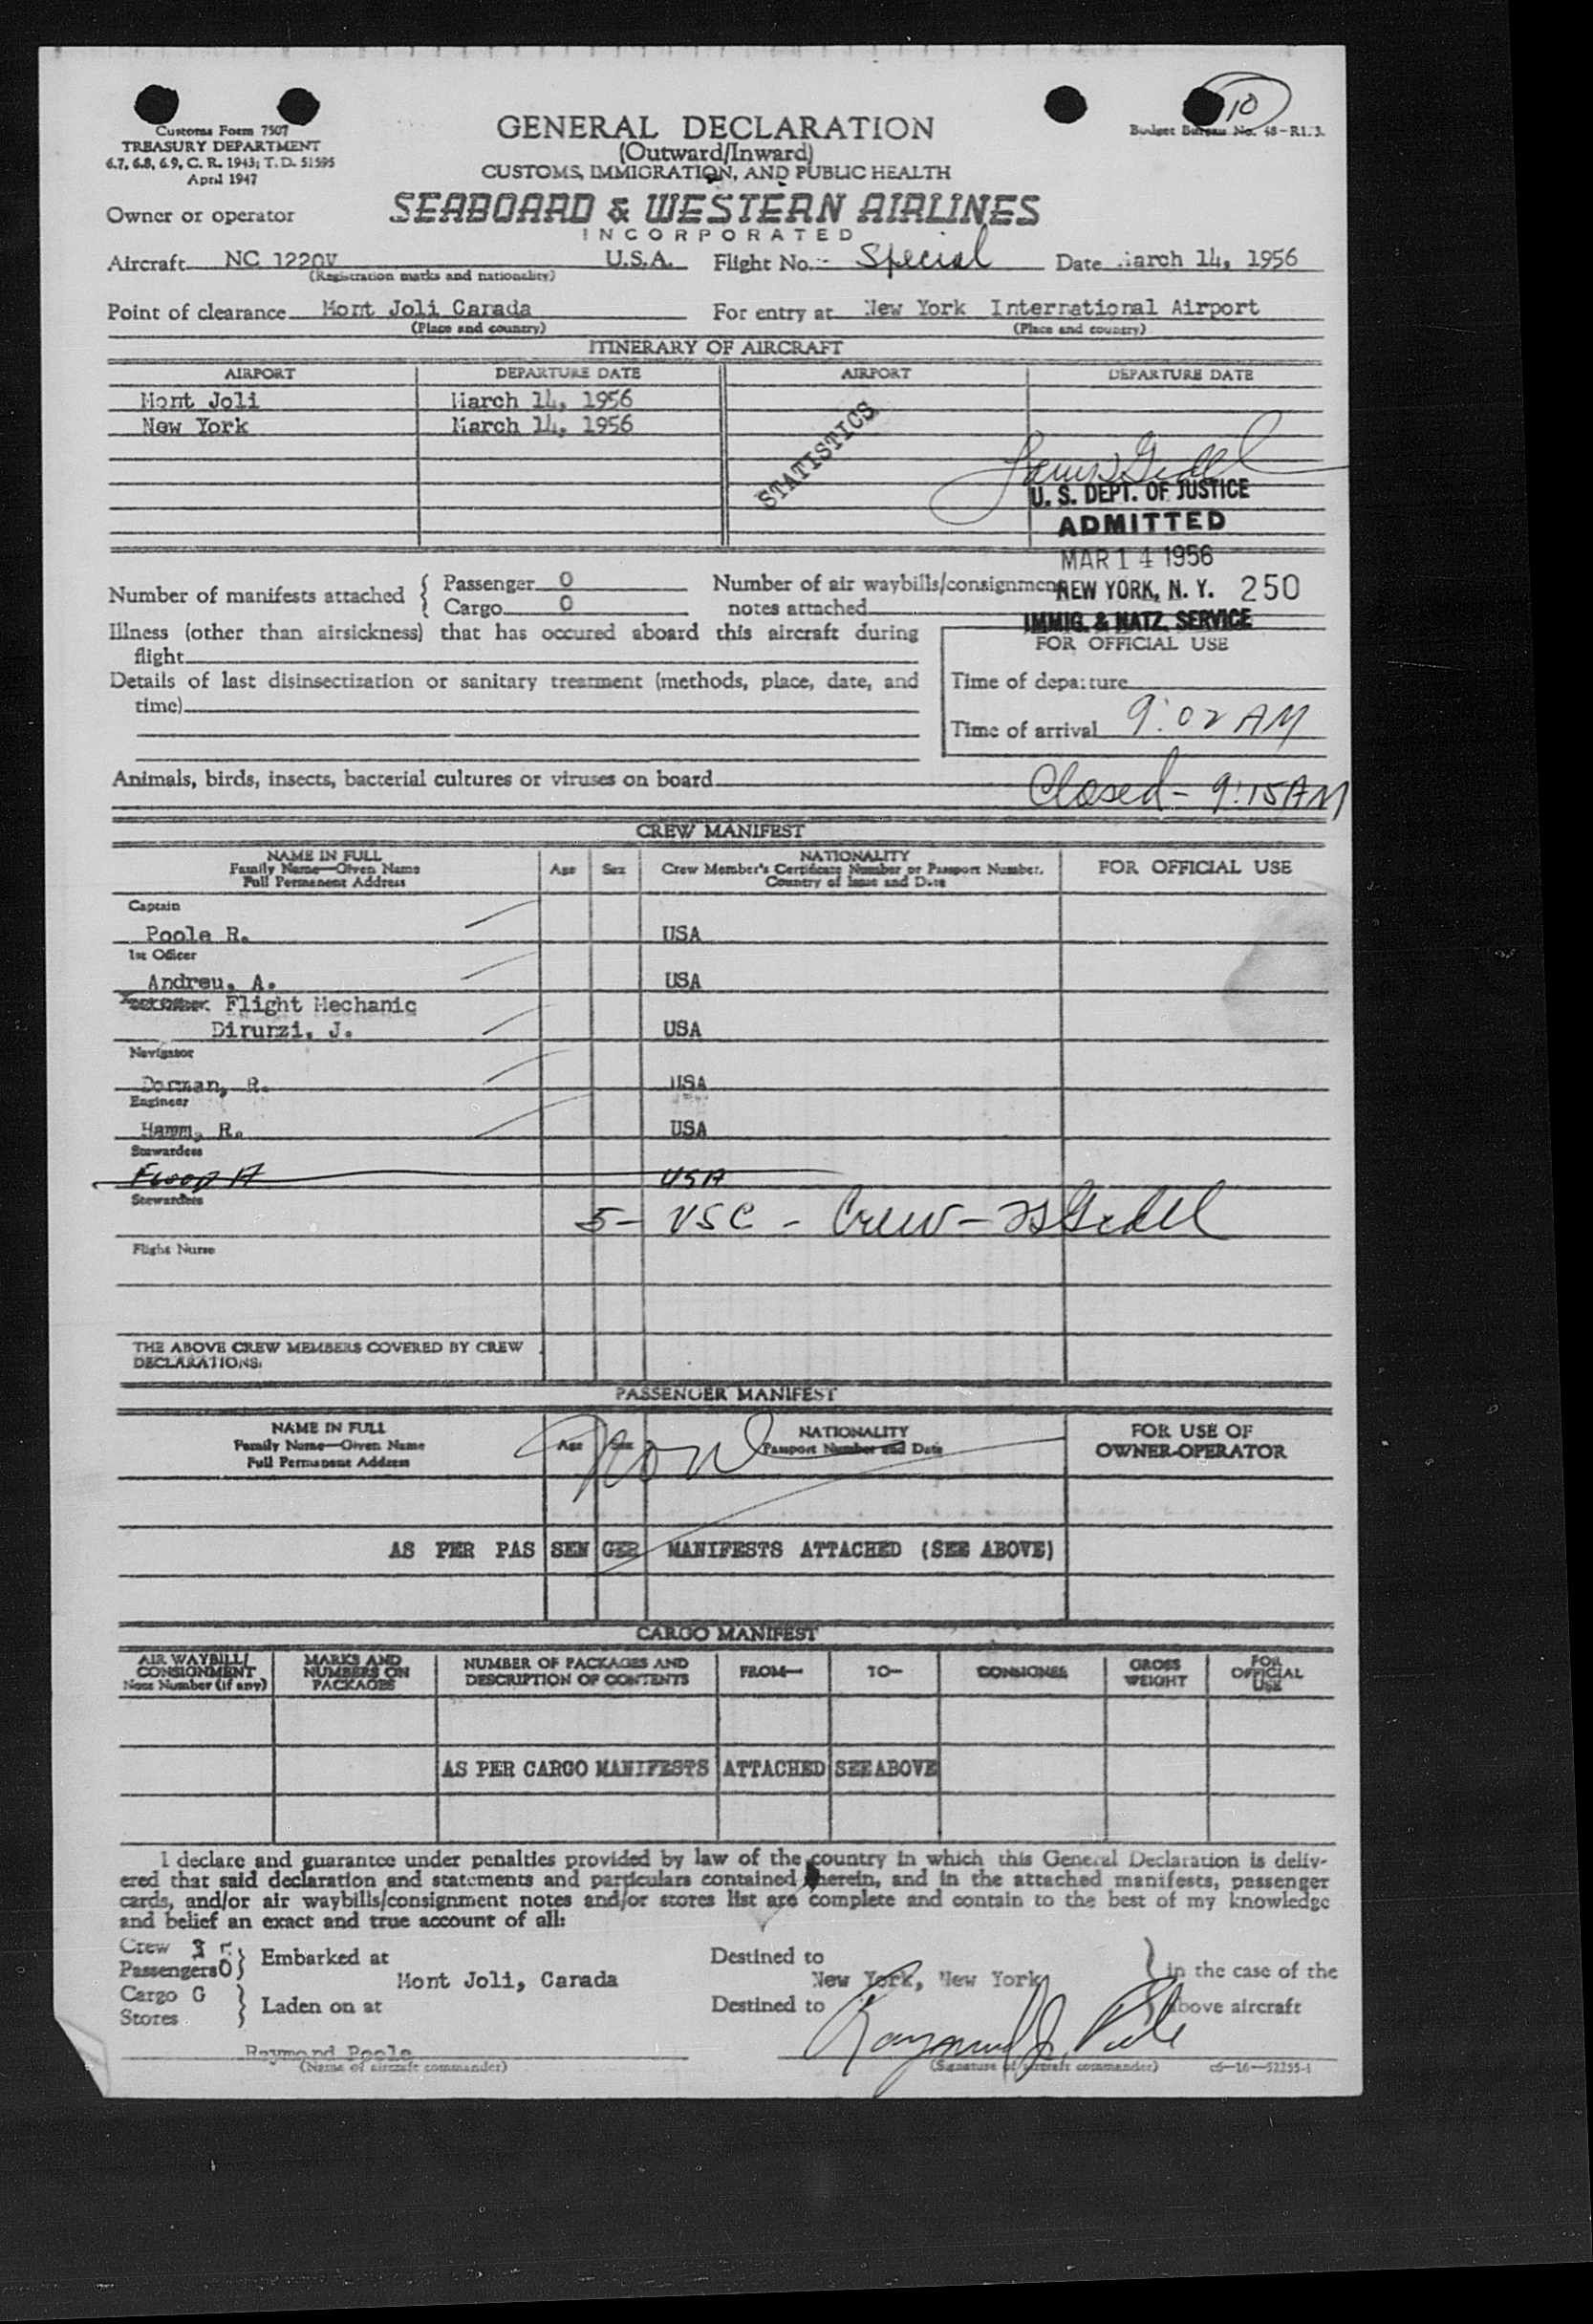 10
Customs Form 7507
TREASURY DEPARTMENT
6.7, 6.8, 6.9, C. R. 1943; T. D. 51595
April 1947
GENERAL DECLARATION
(Outward/Inward)
CUSTOMS, IMMIGRATION, AND PUBLIC HEALTH
Budget Bureau No. 48-R1
Owner or operator SEABOARD & WESTERN AIRLINES
INCORPORATED
Aircraft NC 1220V U.S.A. Flight No. - Special Date March 14, 1956
(Registration marks and nationality)
Point of clearance Mont Joli Canada For entry at New York International Airport
(Place and country) (Place and country)
ITINERARY OF AIRCRAFT
AIRPORT DEPARTURE DATE AIRPORT DEPARTURE DATE
Mont Joli March 14, 1956
New York March 14, 1956
STATISTICS
U. S. DEPT. OF JUSTICE
ADMITTED
MAR 14 1956
NEW YORK, N. Y. 250
IMMIG. & NATZ. SERVICE
Number of manifests attached { Passenger 0 Number of air waybills/consignment
Cargo 0 notes attached
Illness (other than airsickness) that has occured aboard this aircraft during
flight
FOR OFFICIAL USE
Details of last disinsectization or sanitary treatment (methods, place, date, and
time)
Time of departure
Time of arrival 9:02 AM
Animals, birds, insects, bacterial cultures or viruses on board
Closed - 9:15 AM
CREW MANIFEST
NAME IN FULL
Family Name—Given Name
Full Permanent Address
Age Sex
NATIONALITY
Crew Member's Certificate Number or Passport Number.
Country of Issue and Date
FOR OFFICIAL USE
Captain
Poole R. USA
1st Officer
Andreu, A. USA
Flight Mechanic
Dirunzi, J. USA
Navigator
Dorman, R. USA
Engineer
Hamm, R. USA
Stewardess
USA
Stewardess
5 - USC - Crew -
Flight Nurse
THE ABOVE CREW MEMBERS COVERED BY CREW
DECLARATIONS:
PASSENGER MANIFEST
NAME IN FULL
Family Name—Given Name
Full Permanent Address
Age Sex
NATIONALITY
Passport Number and Date
FOR USE OF
OWNER-OPERATOR
None
AS PER PASSENGER MANIFESTS ATTACHED (SEE ABOVE)
CARGO MANIFEST
AIR WAYBILL/
CONSIGNMENT
Note Number (if any)
MARKS AND
NUMBERS ON
PACKAGES
NUMBER OF PACKAGES AND
DESCRIPTION OF CONTENTS
FROM— TO— CONSIGNEE
GROSS
WEIGHT
FOR
OFFICIAL
USE
AS PER CARGO MANIFESTS ATTACHED SEE ABOVE
I declare and guarantee under penalties provided by law of the country in which this General Declaration is deliv-
ered that said declaration and statements and particulars contained herein, and in the attached manifests, passenger
cards, and/or air waybills/consignment notes and/or stores list are complete and contain to the best of my knowledge
and belief an exact and true account of all:
Crew 5 } Embarked at Destined to
Passengers 0 } Mont Joli, Canada New York, New York } in the case of the
Cargo 0 } Laden on at Destined to above aircraft
Stores
Raymond Poole Raymond J. Poole
(Name of aircraft commander) (Signature of aircraft commander) c6—16—52255-1